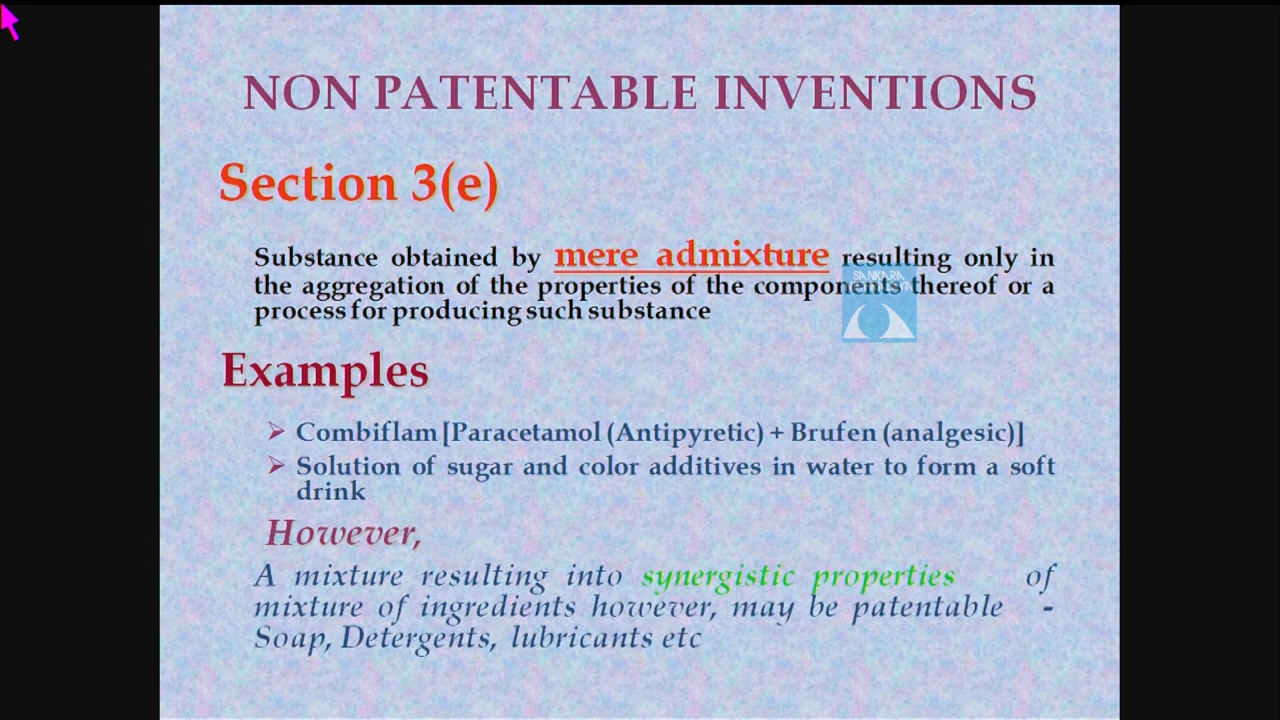 NON PATENTABLE INVENTIONS
Section 3(e)
Substance obtained by mere admixture resulting only in
the aggregation of the properties of the components thereof or a
process for producing such substance
SANKARA
Examples
Combiflam [Paracetamol (Antipyretic) + Brufen (analgesic)]
Solution of sugar and color additives in water to form a soft
drink
However,
A mixture resulting into synergistic properties of
mixture of ingredients however, may be patentable -
Soap, Detergents, lubricants etc